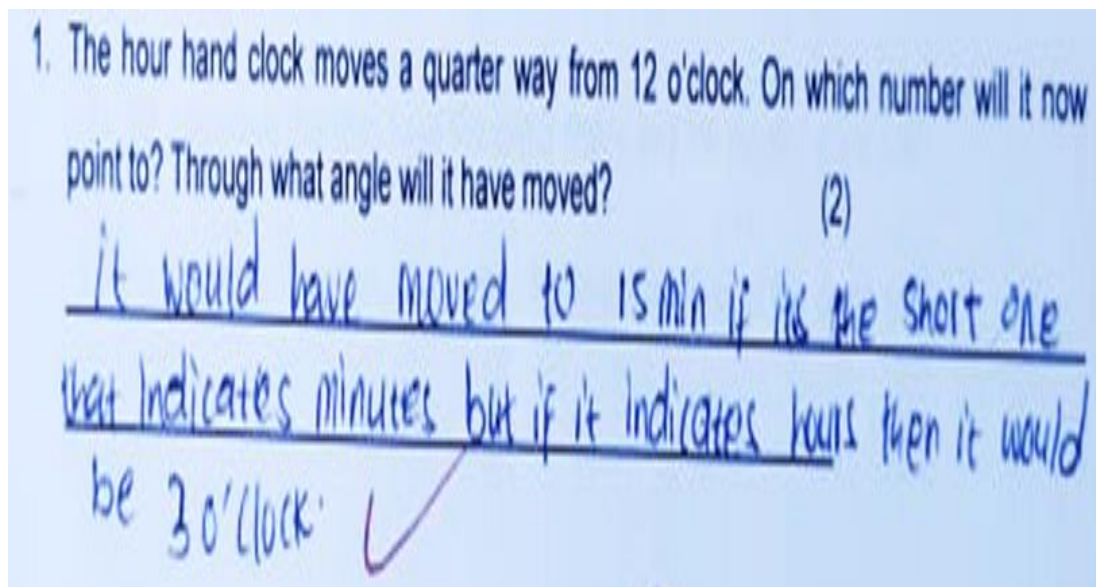 1. The hour hand clock moves a quarter way from 12 o'clock. On which number will it now
point to? Through what angle will it have moved? (2)
it would have moved to 15 min if its the short one
that indicates minutes but if it indicates hours then it would
be 3 o'clock.